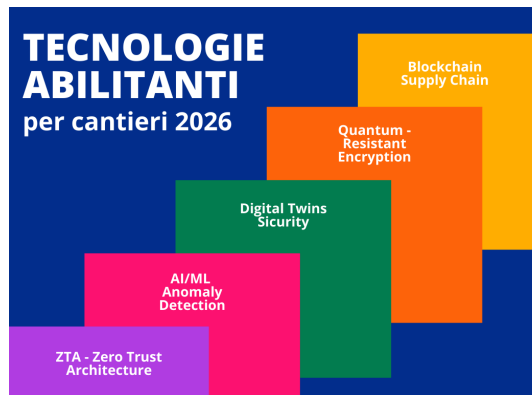 TECNOLOGIE
ABILITANTI
per cantieri 2026
Blockchain
Supply Chain
Quantum -
Resistant
Encryption
Digital Twins
Sicurity
AI/ML
Anomaly
Detection
ZTA - Zero Trust
Architecture